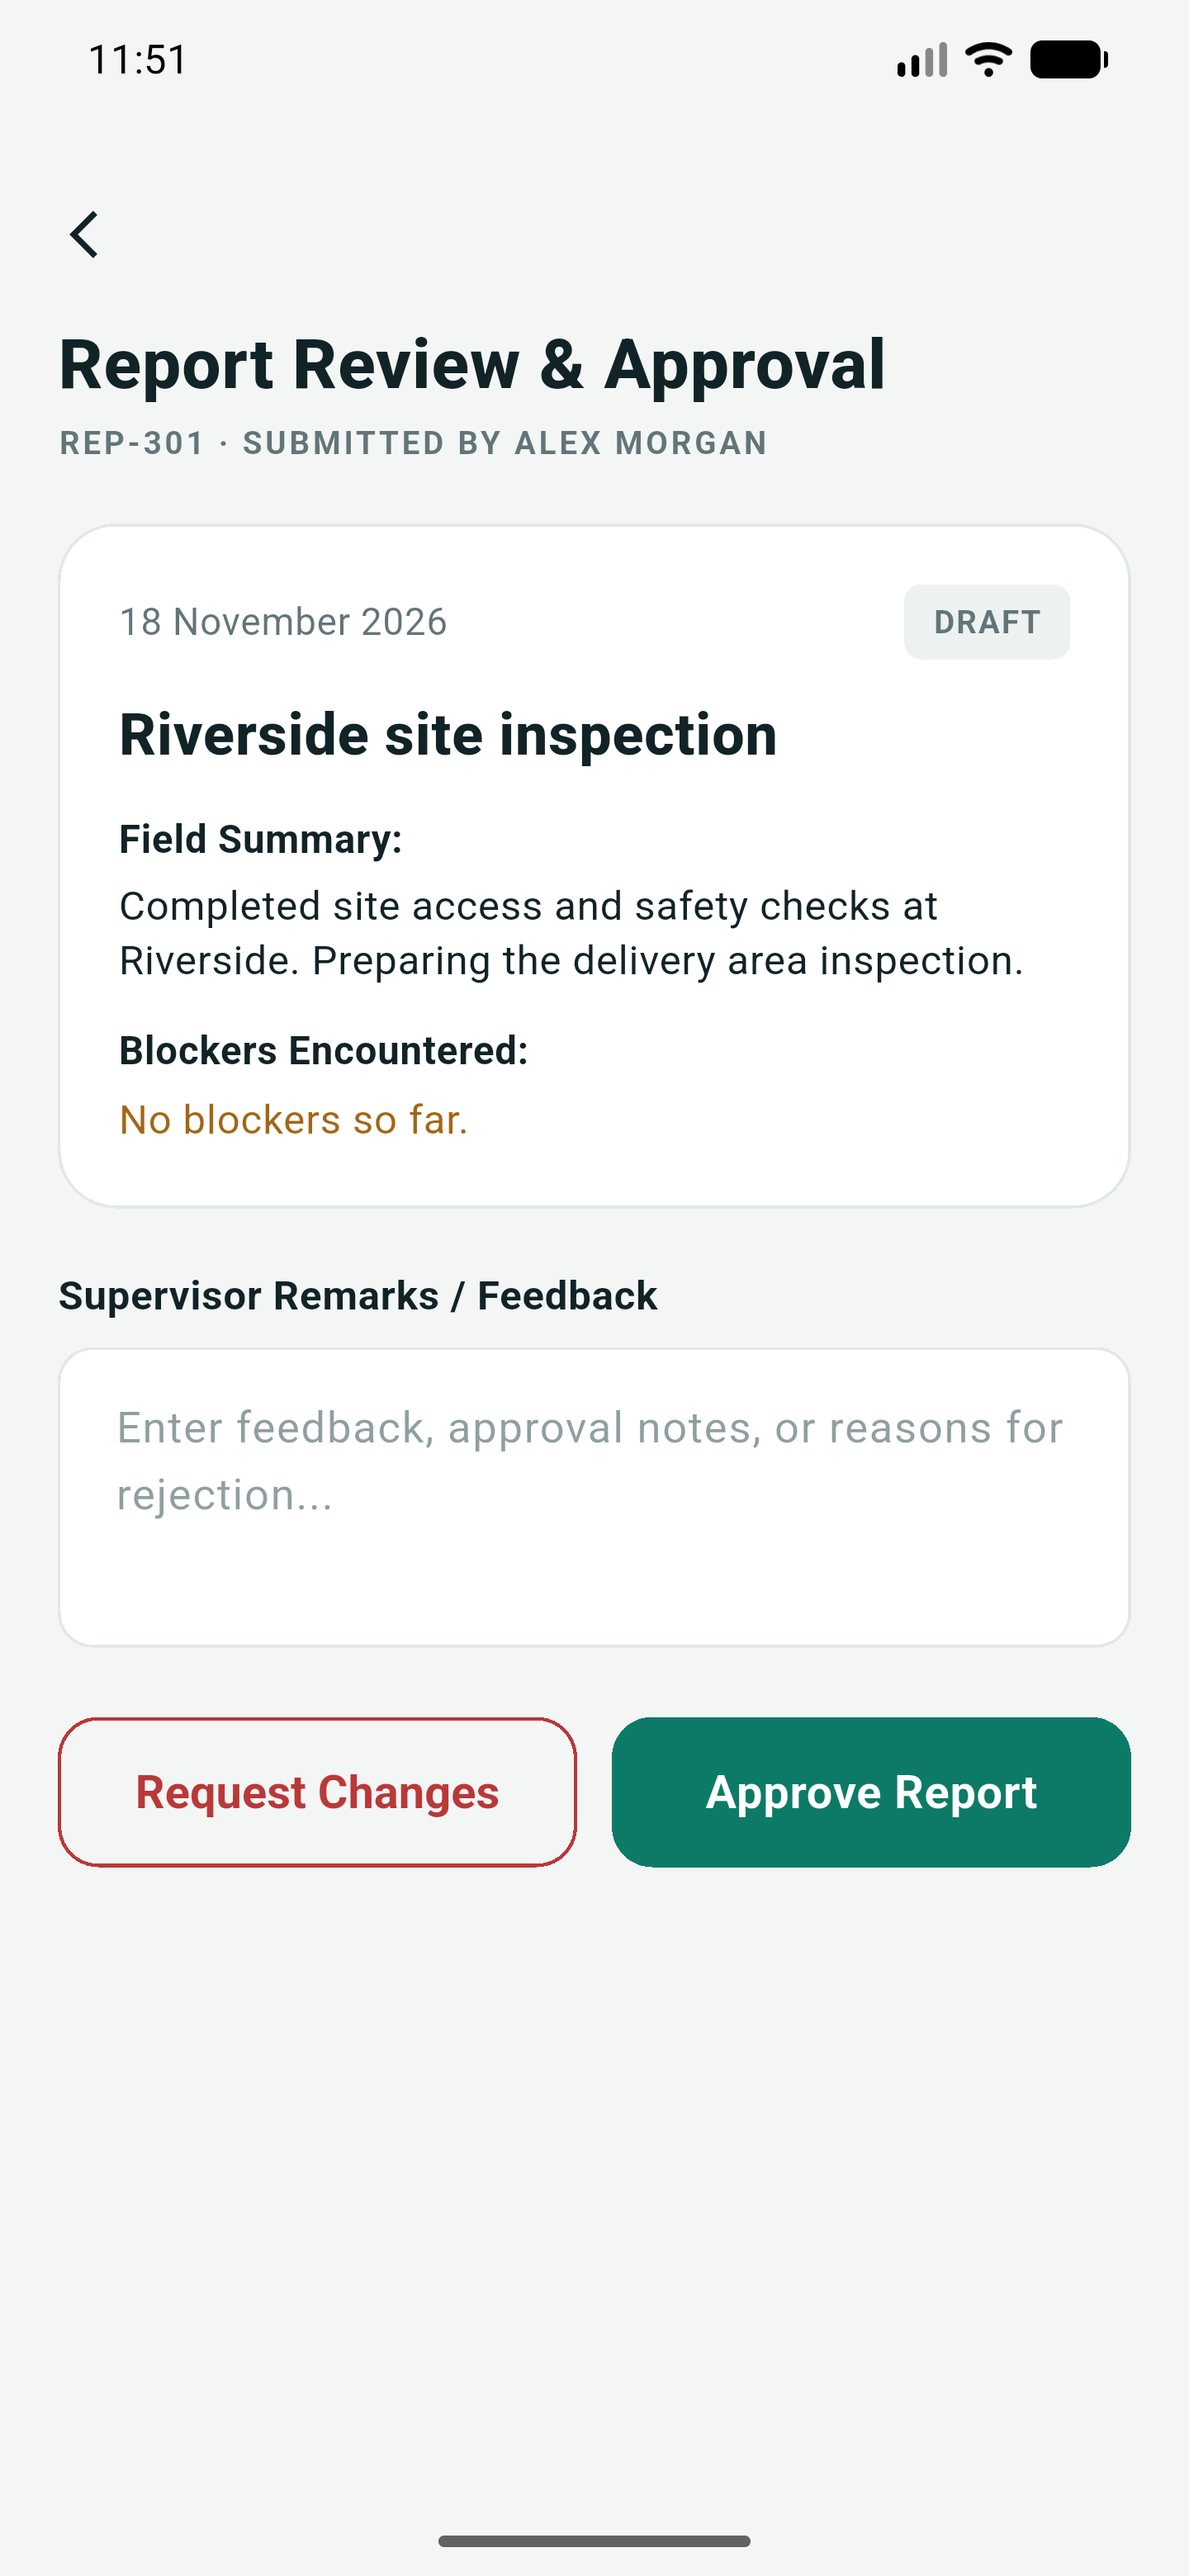 11:51
Report Review & Approval
REP-301 · SUBMITTED BY ALEX MORGAN
18 November 2026
DRAFT
Riverside site inspection
Field Summary:
Completed site access and safety checks at
Riverside. Preparing the delivery area inspection.
Blockers Encountered:
No blockers so far.
Supervisor Remarks / Feedback
Enter feedback, approval notes, or reasons for
rejection...
Request Changes
Approve Report